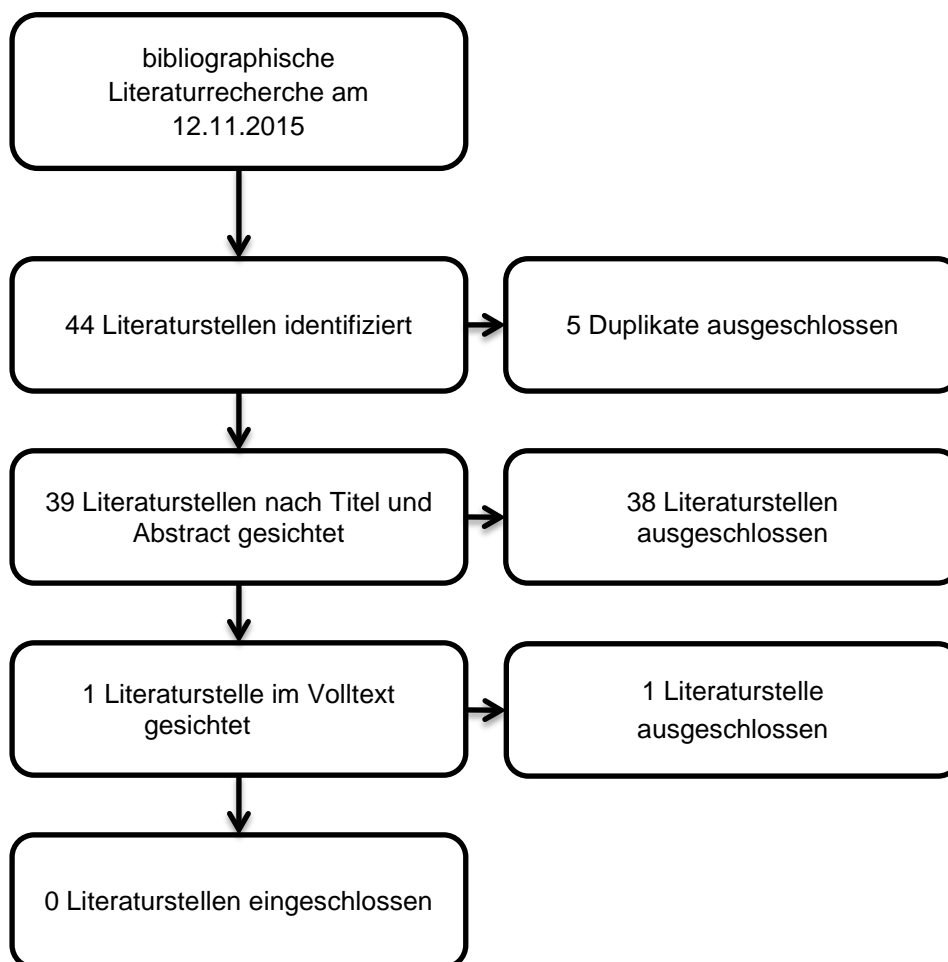 bibliographische
Literaturrecherche am
12.11.2015
44 Literaturstellen identifiziert
5 Duplikate ausgeschlossen
39 Literaturstellen nach Titel und
Abstract gesichtet
38 Literaturstellen
ausgeschlossen
1 Literaturstelle im Volltext
gesichtet
1 Literaturstelle
ausgeschlossen
0 Literaturstellen eingeschlossen